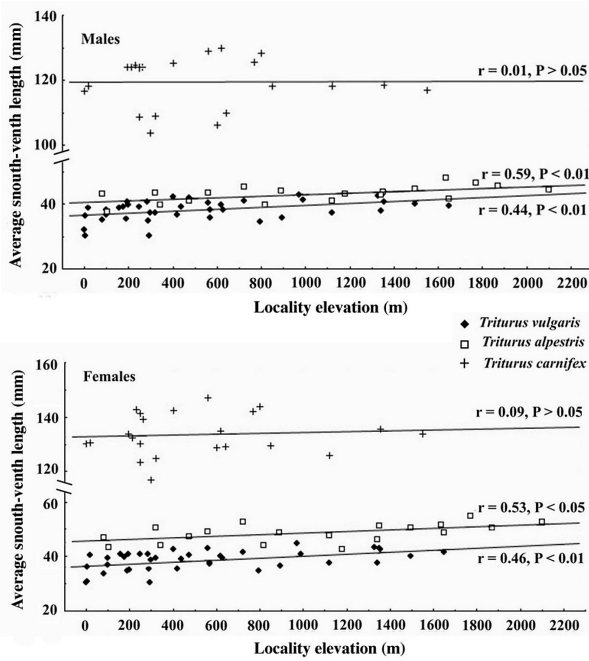 140
Males
120
r = 0.01, P > 0.05
100
r = 0.59, P < 0.01
40
r = 0.44, P < 0.01
20
Average snouth-venth length (mm)
0 200 400 600 800 1000 1200 1400 1600 1800 2000 2200
Locality elevation (m)
Triturus vulgaris
Triturus alpestris
Triturus carnifex
160
Females
140
r = 0.09, P > 0.05
120
r = 0.53, P < 0.05
60
40
r = 0.46, P < 0.01
20
Average snouth-venth length (mm)
0 200 400 600 800 1000 1200 1400 1600 1800 2000 2200
Locality elevation (m)